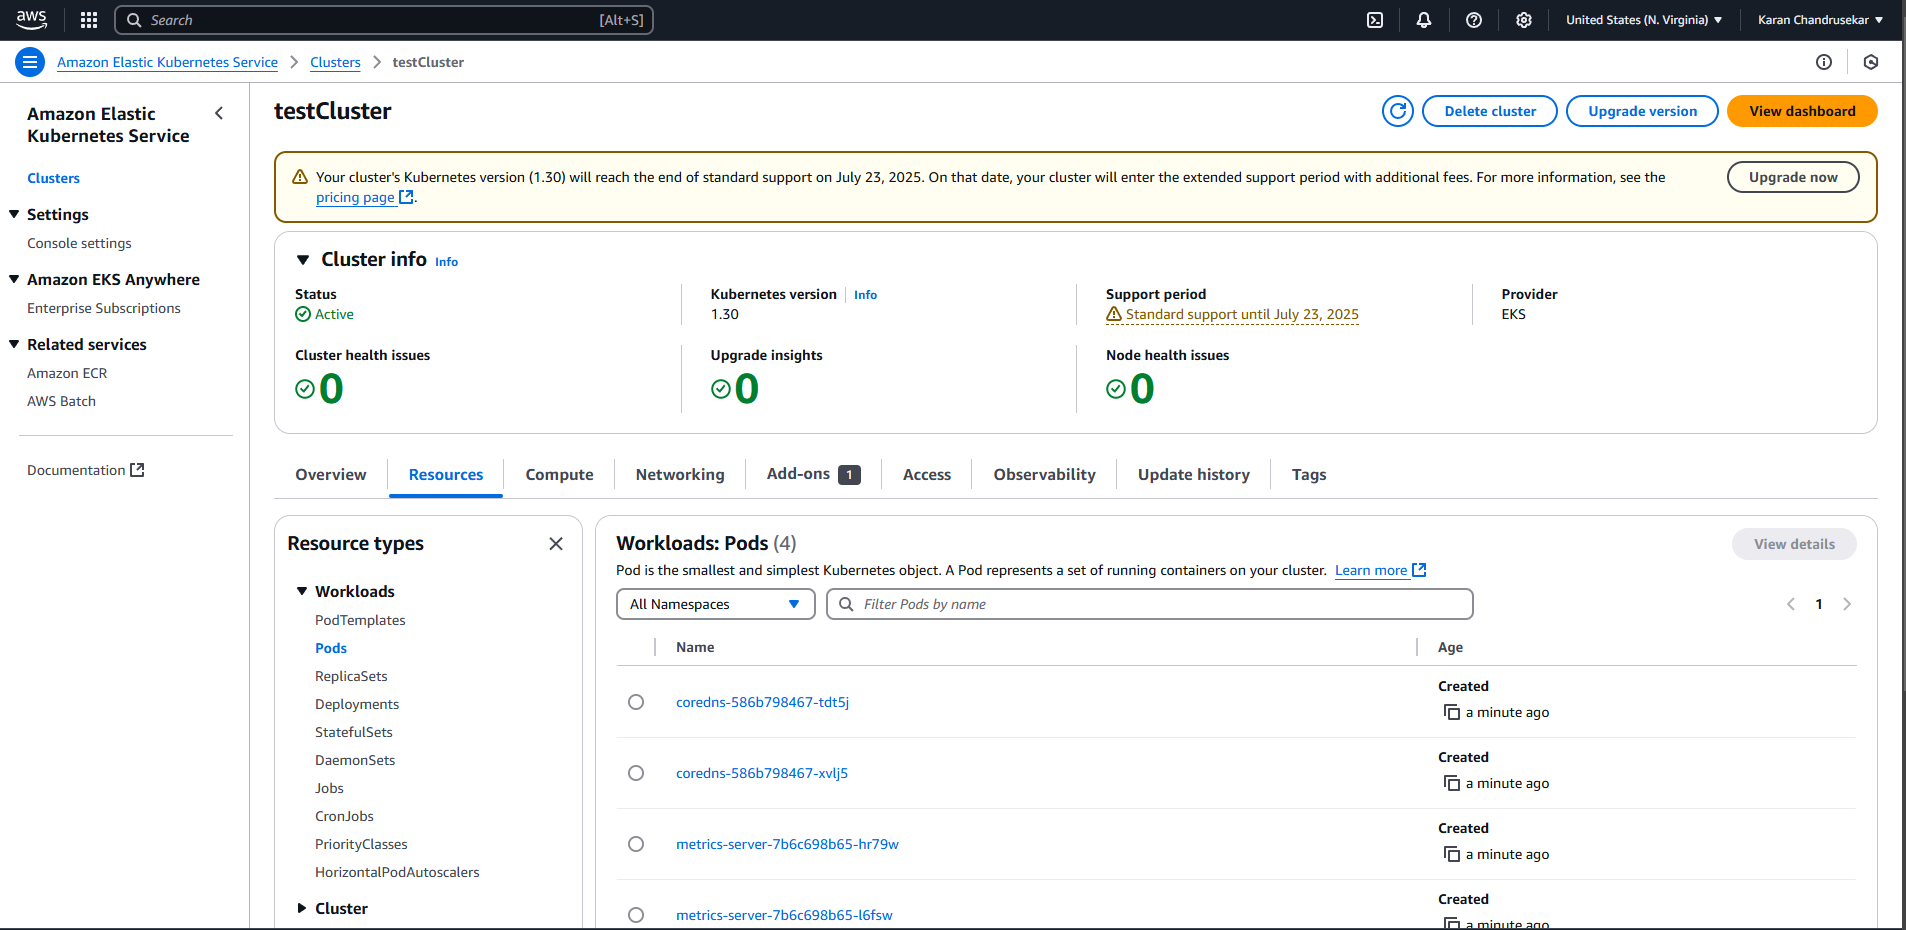 aws
Search
[Alt+S]
United States (N. Virginia)
Karan Chandrusekar
Amazon Elastic Kubernetes Service
Clusters
testCluster
Amazon Elastic
Kubernetes Service
Clusters
Settings
Console settings
Amazon EKS Anywhere
Enterprise Subscriptions
Related services
Amazon ECR
AWS Batch
Documentation
testCluster
Delete cluster
Upgrade version
View dashboard
Your cluster's Kubernetes version (1.30) will reach the end of standard support on July 23, 2025. On that date, your cluster will enter the extended support period with additional fees. For more information, see the
pricing page .
Upgrade now
Cluster info Info
Status
Active
Kubernetes version Info
1.30
Support period
Standard support until July 23, 2025
Provider
EKS
Cluster health issues
0
Upgrade insights
0
Node health issues
0
Overview
Resources
Compute
Networking
Add-ons 1
Access
Observability
Update history
Tags
Resource types
Workloads
PodTemplates
Pods
ReplicaSets
Deployments
StatefulSets
DaemonSets
Jobs
CronJobs
PriorityClasses
HorizontalPodAutoscalers
Cluster
Workloads: Pods (4)
View details
Pod is the smallest and simplest Kubernetes object. A Pod represents a set of running containers on your cluster. Learn more
All Namespaces
Filter Pods by name
1
Name
Age
coredns-586b798467-tdt5j
Created
a minute ago
coredns-586b798467-xvlj5
Created
a minute ago
metrics-server-7b6c698b65-hr79w
Created
a minute ago
metrics-server-7b6c698b65-l6fsw
Created
a minute ago